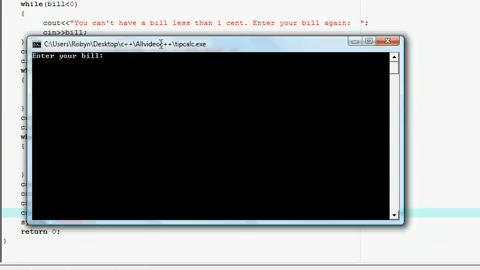 while(bill<0)
{
cout<<"You can't have a bill less than 1 cent. Enter your bill again:  ";
cin>>bill;
C:\Users\Robyn\Desktop\c++\Allvideoc++\tipcalc.exe
Enter your bill:
{
}
{
}
return 0;
}